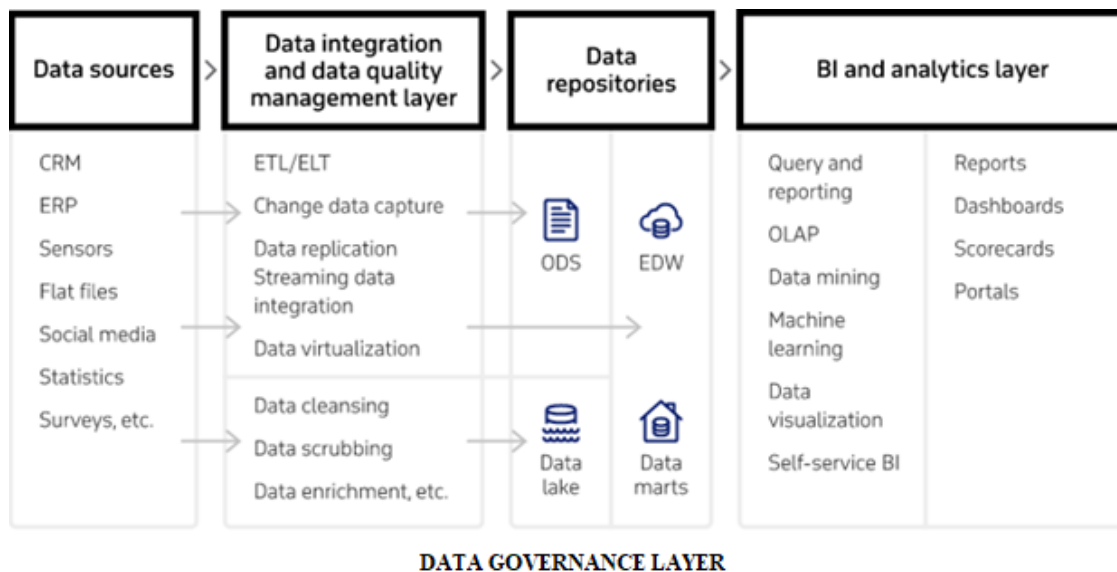 Data sources
Data integration
and data quality
management layer
Data
repositories
BI and analytics layer
CRM
ERP
Sensors
Flat files
Social media
Statistics
Surveys, etc.
ETL/ELT
Change data capture
Data replication
Streaming data
integration
Data virtualization
Data cleansing
Data scrubbing
Data enrichment, etc.
ODS
EDW
Data
lake
Data
marts
Query and
reporting
OLAP
Data mining
Machine
learning
Data
visualization
Self-service BI
Reports
Dashboards
Scorecards
Portals
DATA GOVERNANCE LAYER